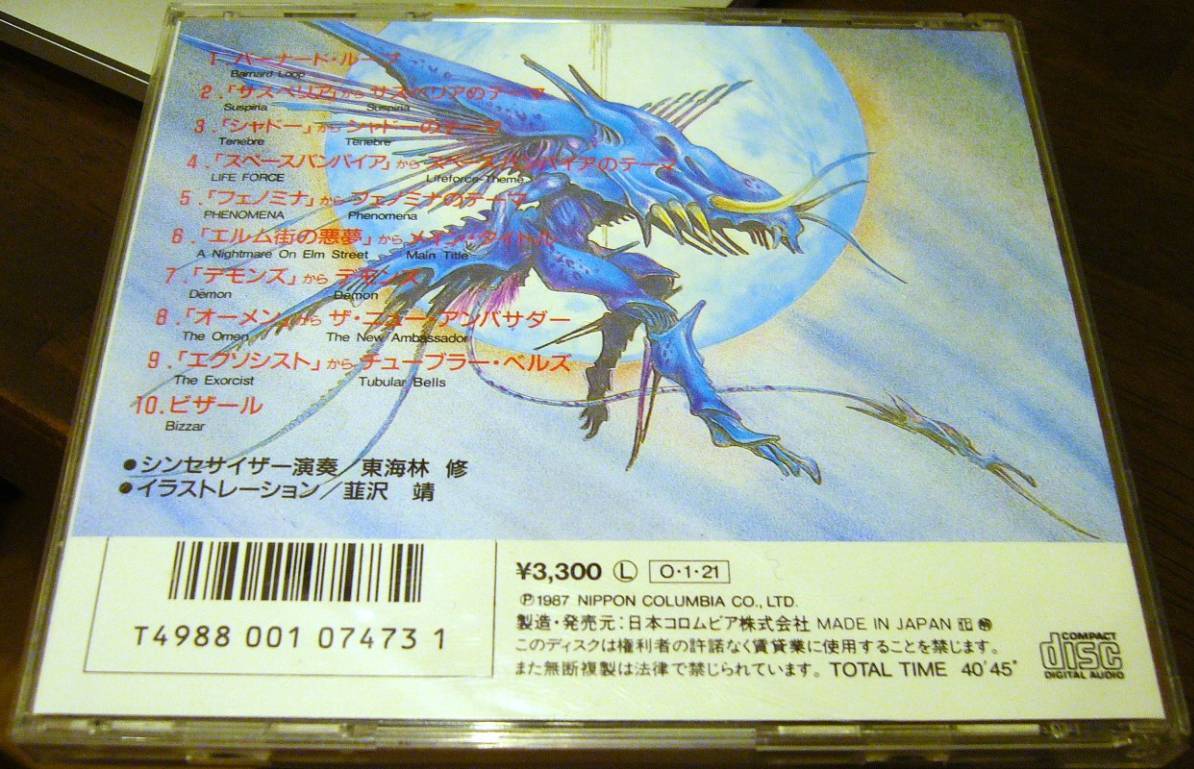 1.バーナード・ループ
Barnard Loop
2.「サスペリア」から サスペリアのテーマ
Suspiria Suspiria
3.「シャドー」から シャドーのテーマ
Tenebre Tenebre
4.「スペースバンパイア」から スペースバンパイアのテーマ
LIFE FORCE Lifeforce-Theme
5.「フェノミナ」から フェノミナのテーマ
PHENOMENA Phenomena
6.「エルム街の悪夢」から メイン・タイトル
A Nightmare On Elm Street Main Title
7.「デモンズ」から デモンズ
Demon Demon
8.「オーメン」から ザ・ニュー・アンバサダー
The Omen The New Ambassador
9.「エクソシスト」から チューブラー・ベルズ
The Exorcist Tubular Bells
10.ビザール
Bizzar
●シンセサイザー演奏/東海林 修
●イラストレーション/韮沢 靖
T4988 001 07473 1
¥3,300 Ⓛ O・1・21
Ⓟ1987 NIPPON COLUMBIA CO., LTD.
製造・発売元:日本コロムビア株式会社 MADE IN JAPAN
このディスクは権利者の許諾なく賃貸業に使用することを禁じます。
また無断複製は法律で禁じられています。TOTAL TIME 40'45"
COMPACT
disc
DIGITAL AUDIO